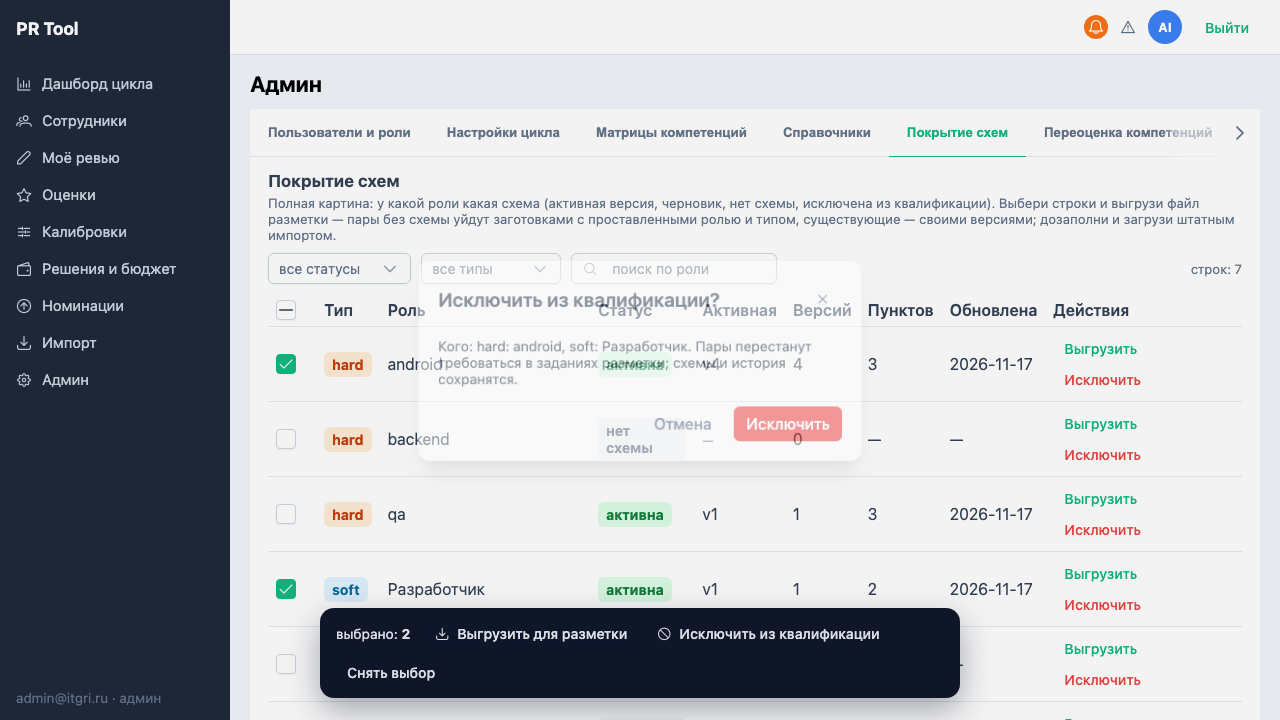 PR Tool
AI
Выйти
Дашборд цикла
Сотрудники
Моё ревью
Оценки
Калибровки
Решения и бюджет
Номинации
Импорт
Админ
admin@itgri.ru · админ
Админ
Пользователи и роли
Настройки цикла
Матрицы компетенций
Справочники
Покрытие схем
Переоценка компетенций
Покрытие схем
Полная картина: у какой роли какая схема (активная версия, черновик, нет схемы, исключена из квалификации). Выбери строки и выгрузи файл
разметки — пары без схемы уйдут заготовками с проставленными ролью и типом, существующие — своими версиями; дозаполни и загрузи штатным
импортом.
все статусы
все типы
поиск по роли
строк: 7
Тип Роль Статус Активная Версий Пунктов Обновлена Действия
hard android активна v4 4 3 2026-11-17 Выгрузить
Исключить
hard backend нет схемы — 0 — — Выгрузить
Исключить
hard qa активна v1 1 3 2026-11-17 Выгрузить
Исключить
soft Разработчик активна v1 1 2 2026-11-17 Выгрузить
Исключить
Выгрузить
Исключить
Исключить из квалификации?
Кого: hard: android, soft: Разработчик. Пары перестанут
требоваться в заданиях разметки; схемы и история
сохранятся.
Отмена
Исключить
выбрано: 2
Выгрузить для разметки
Исключить из квалификации
Снять выбор